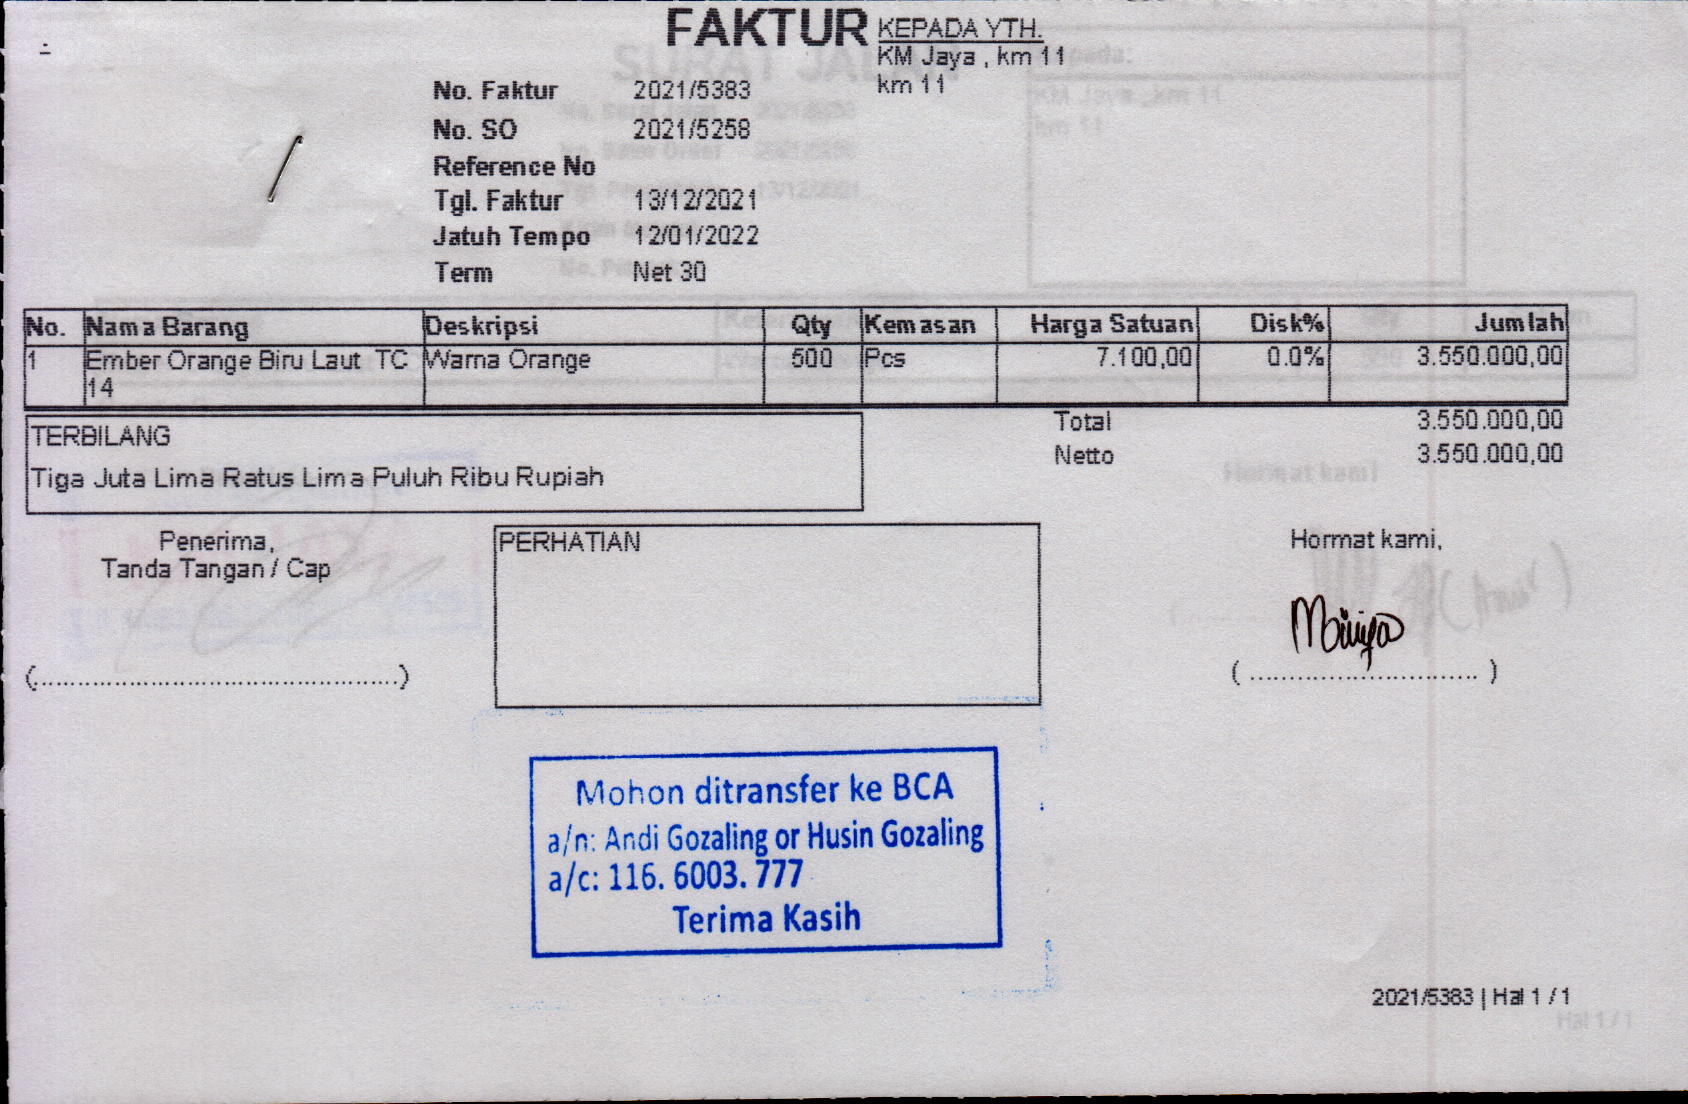 FAKTUR
KEPADA YTH.
KM Jaya , km 11
km 11
No. Faktur 2021/5383
No. SO 2021/5258
Reference No
Tgl. Faktur 13/12/2021
Jatuh Tempo 12/01/2022
Term Net 30
No. Nama Barang Deskripsi Qty Kemasan Harga Satuan Disk% Jumlah
1 Ember Orange Biru Laut TC 14 Warna Orange 500 Pcs 7.100,00 0.0% 3.550.000,00
Total 3.550.000,00
Netto 3.550.000,00
TERBILANG
Tiga Juta Lima Ratus Lima Puluh Ribu Rupiah
Penerima,
Tanda Tangan / Cap
(.................................................)
PERHATIAN
Hormat kami,
( ............................. )
Mohon ditransfer ke BCA
a/n: Andi Gozaling or Husin Gozaling
a/c: 116. 6003. 777
Terima Kasih
2021/5383 | Hal 1 / 1
Hal 1 / 1